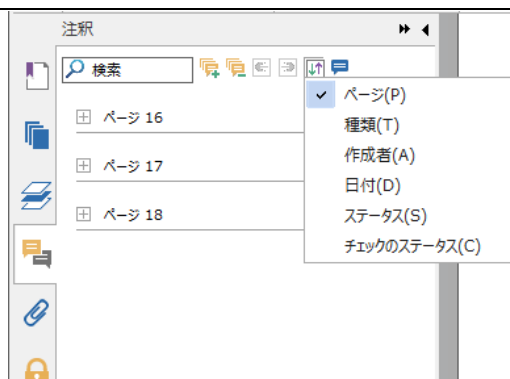 注釈
検索
ページ 16
ページ 17
ページ 18
ページ(P)
種類(T)
作成者(A)
日付(D)
ステータス(S)
チェックのステータス(C)